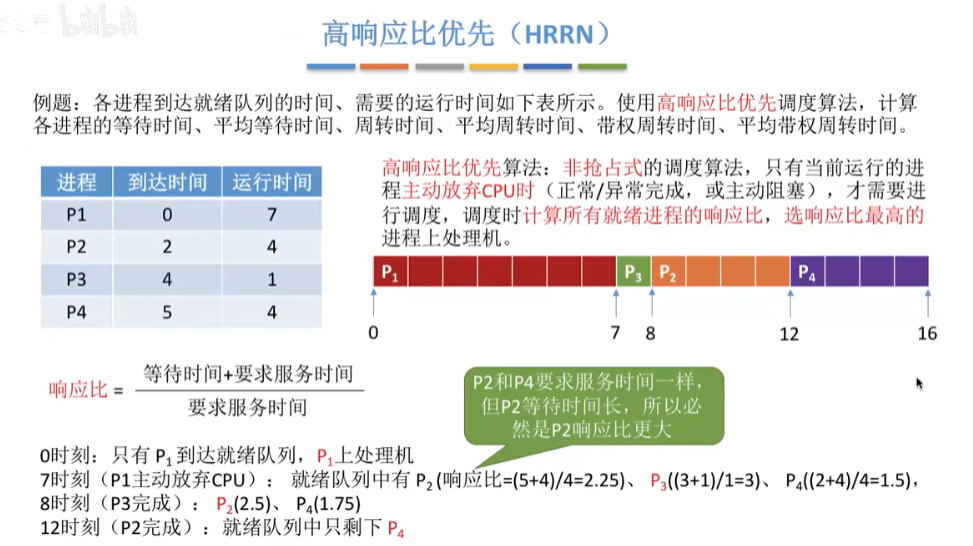 bilibili
高响应比优先（HRRN）
例题：各进程到达就绪队列的时间、需要的运行时间如下表所示。使用高响应比优先调度算法，计算
各进程的等待时间、平均等待时间、周转时间、平均周转时间、带权周转时间、平均带权周转时间。
进程 到达时间 运行时间
P1 0 7
P2 2 4
P3 4 1
P4 5 4
高响应比优先算法：非抢占式的调度算法，只有当前运行的进
程主动放弃CPU时（正常/异常完成，或主动阻塞），才需要进
行调度，调度时计算所有就绪进程的响应比，选响应比最高的
进程上处理机。
P1 P3 P2 P4
0 7 8 12 16
响应比 =
等待时间+要求服务时间
要求服务时间
P2和P4要求服务时间一样，
但P2等待时间长，所以必
然是P2响应比更大
0时刻：只有 P1 到达就绪队列，P1上处理机
7时刻（P1主动放弃CPU）： 就绪队列中有 P2 (响应比=(5+4)/4=2.25)、 P3((3+1)/1=3)、 P4((2+4)/4=1.5)，
8时刻（P3完成）： P2(2.5)、 P4(1.75)
12时刻（P2完成）：就绪队列中只剩下 P4